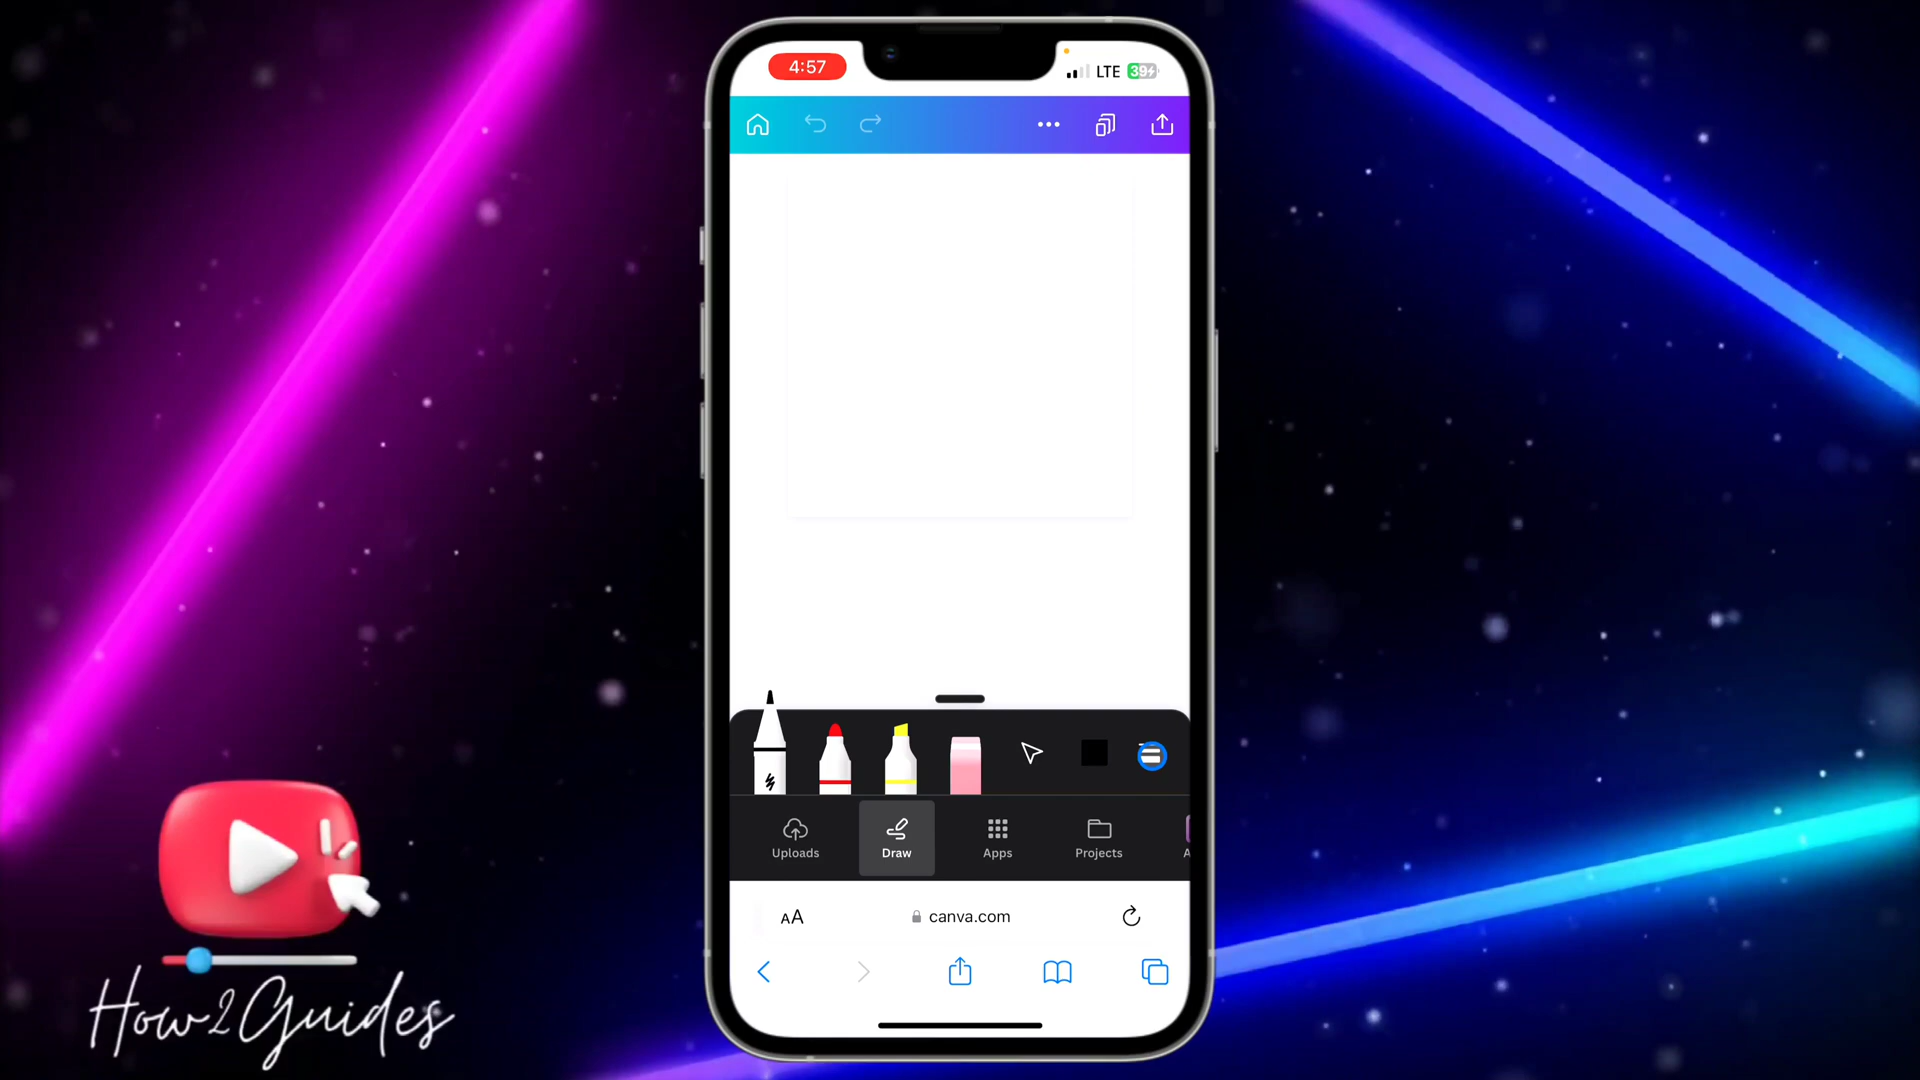 4:57
LTE
39
Uploads
Draw
Apps
Projects
A
AA
canva.com
How2Guides